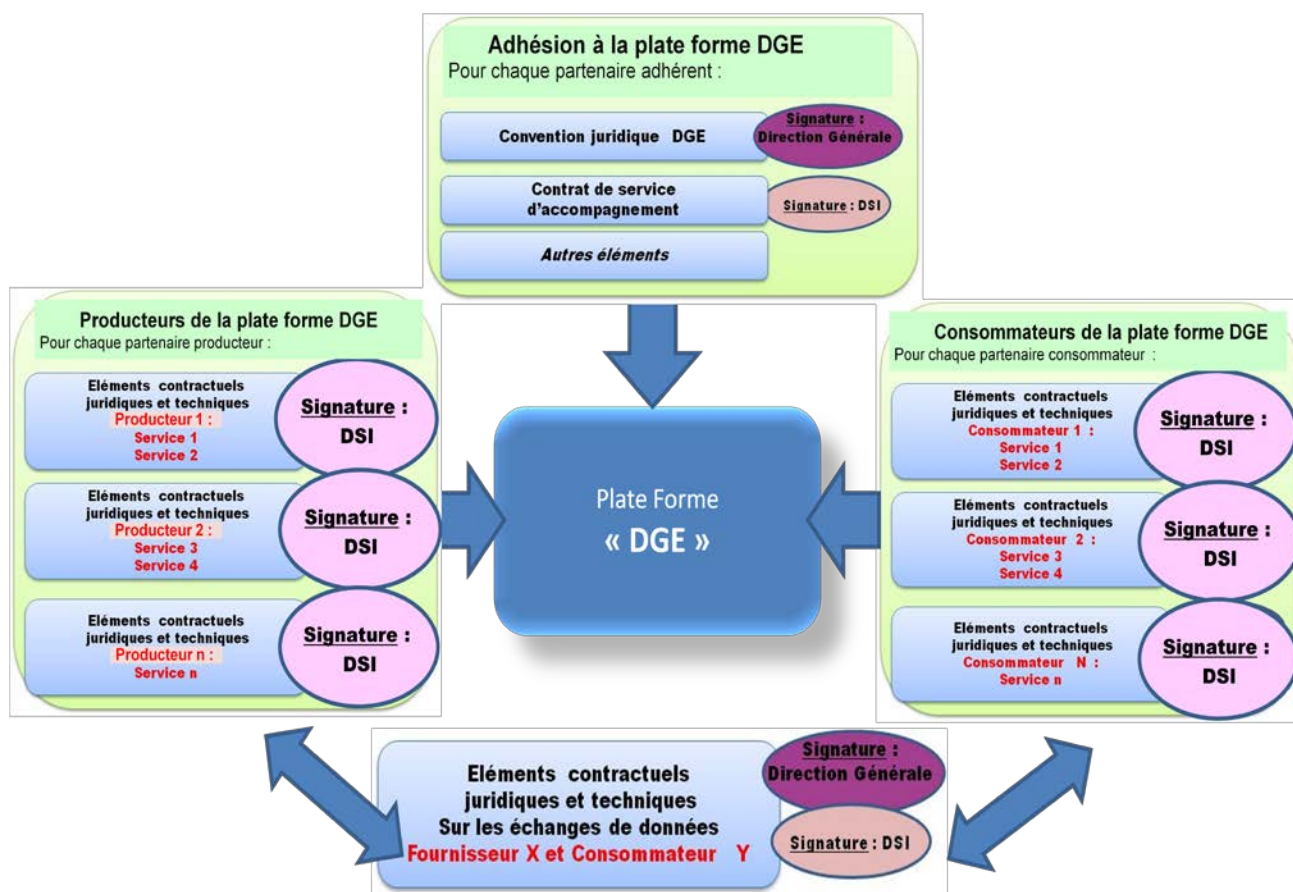 Adhésion à la plate forme DGE
Pour chaque partenaire adhérent :
Convention juridique DGE
Signature :
Direction Générale
Contrat de service
d'accompagnement
Signature : DSI
Autres éléments
Producteurs de la plate forme DGE
Pour chaque partenaire producteur :
Eléments contractuels
juridiques et techniques
Producteur 1 :
Service 1
Service 2
Signature :
DSI
Eléments contractuels
juridiques et techniques
Producteur 2 :
Service 3
Service 4
Signature :
DSI
Eléments contractuels
juridiques et techniques
Producteur n :
Service n
Signature :
DSI
Plate Forme
« DGE »
Consommateurs de la plate forme DGE
Pour chaque partenaire consommateur :
Eléments contractuels
juridiques et techniques
Consommateur 1 :
Service 1
Service 2
Signature :
DSI
Eléments contractuels
juridiques et techniques
Consommateur 2 :
Service 3
Service 4
Signature :
DSI
Eléments contractuels
juridiques et techniques
Consommateur N :
Service n
Signature :
DSI
Eléments contractuels
juridiques et techniques
Sur les échanges de données
Fournisseur X et Consommateur Y
Signature :
Direction Générale
Signature : DSI